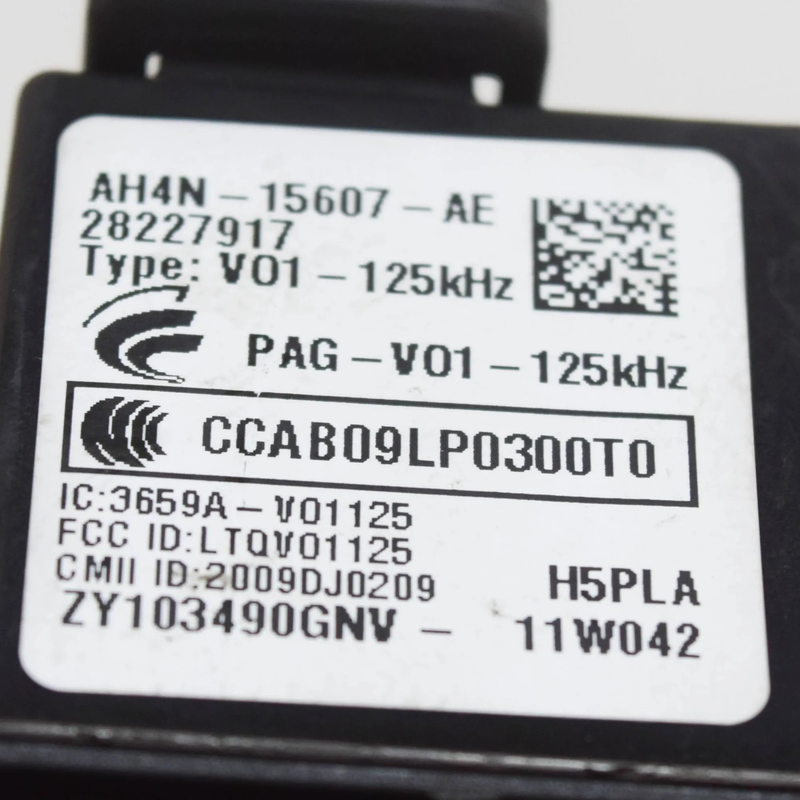 AH4N-15607-AE
28227917
Type: V01-125kHz
PAG-V01-125kHz
CCAB09LP0300T0
IC:3659A-V01125
FCC ID:LTQV01125
CMII ID:2009DJ0209
H5PLA
ZY103490GNV - 11W042